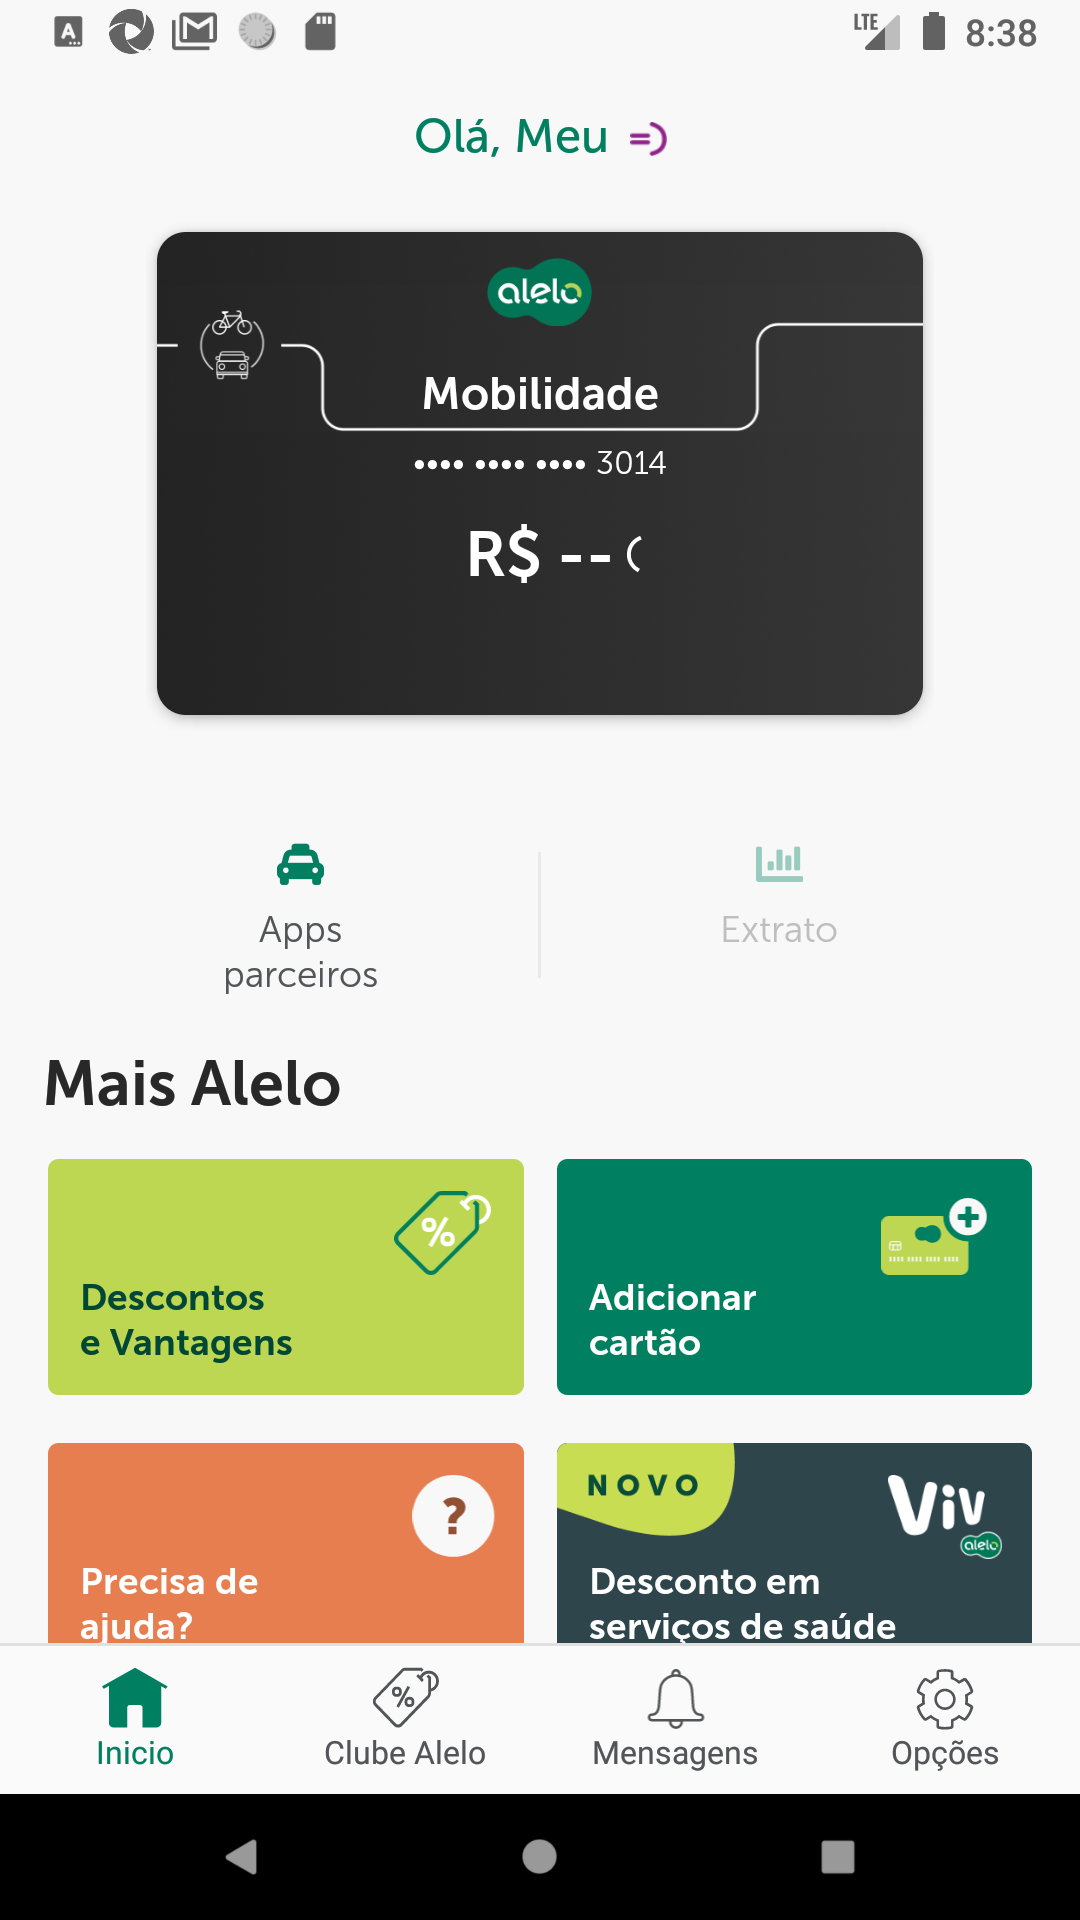 A
LTE
8:38
Olá, Meu =)
alelo
Mobilidade
•••• •••• •••• 3014
R$ --
Apps
parceiros
Extrato
Mais Alelo
%
Descontos
e Vantagens
Adicionar
cartão
?
Precisa de
ajuda?
NOVO
Viv
alelo
Desconto em
serviços de saúde
%
Inicio
Clube Alelo
Mensagens
Opções